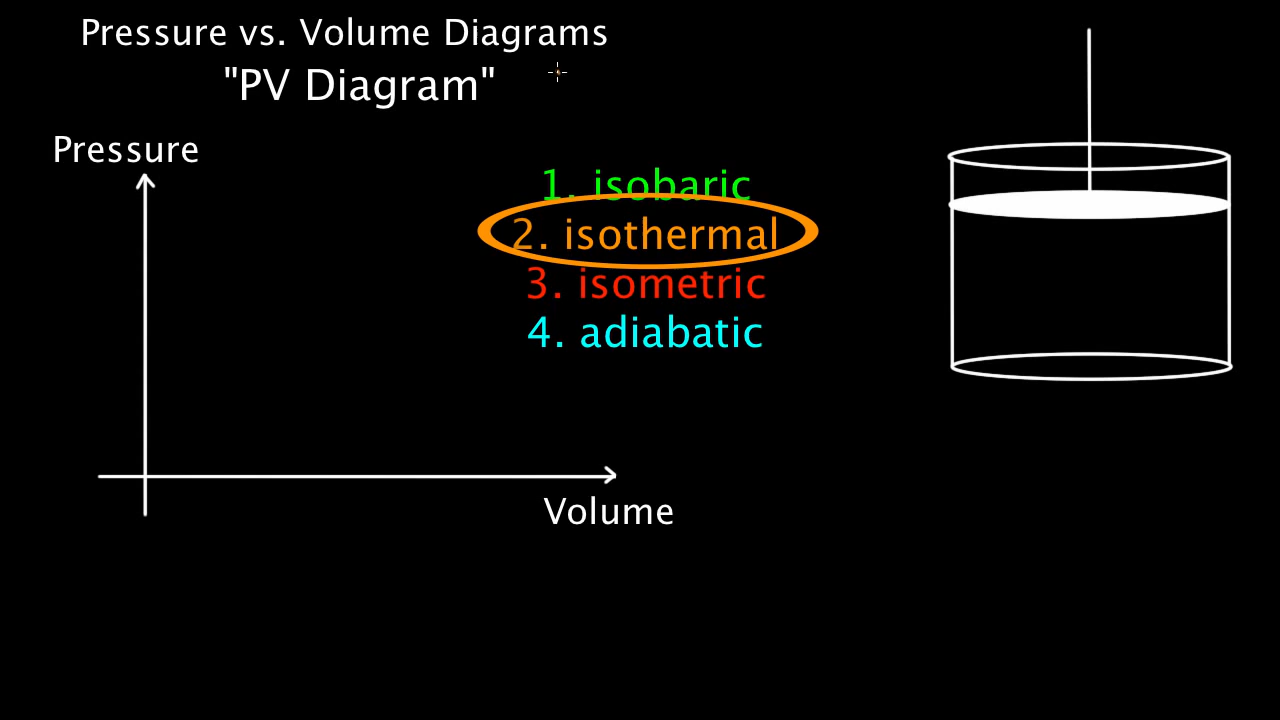 Pressure vs. Volume Diagrams
"PV Diagram"
Pressure
1. isobaric
2. isothermal
3. isometric
4. adiabatic
Volume